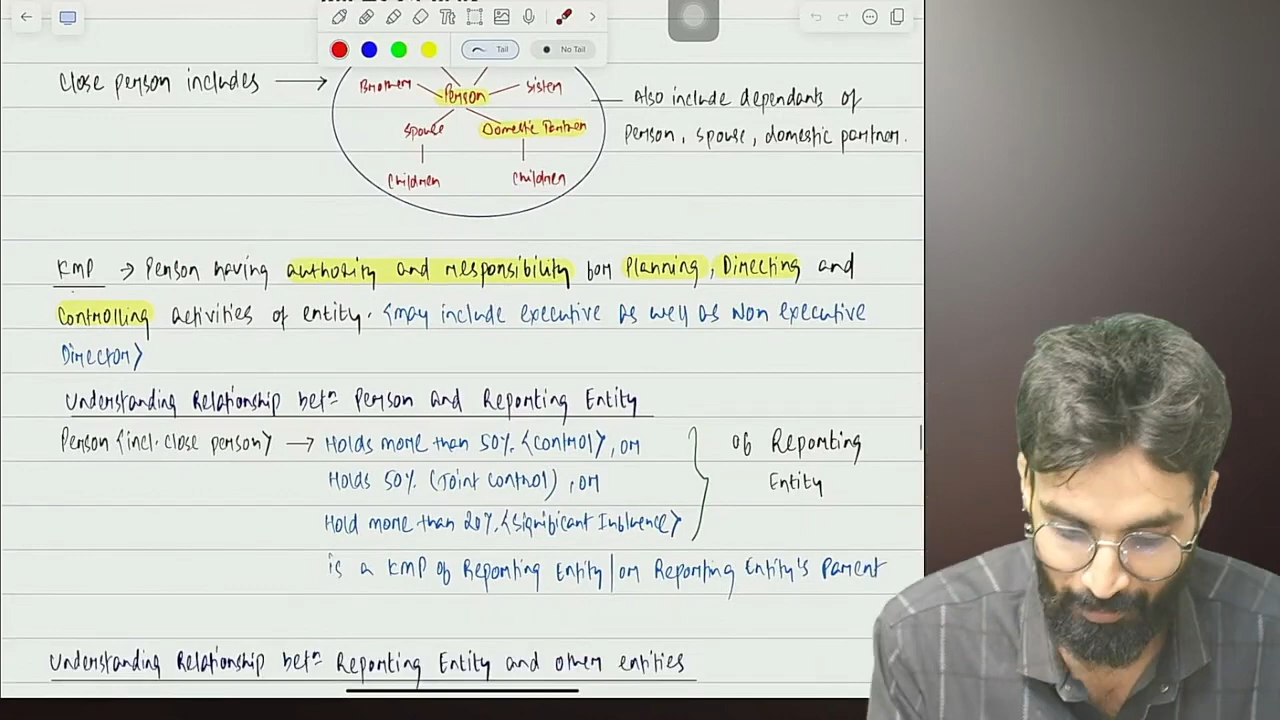 Tt
Tail
No Tail
Close person includes
Brothers
Person
Sister
Spouse
Domestic Partner
Children
Children
Also include dependants of
Person, spouse, domestic partner.
KMP → Person having authority and responsibility for Planning, Directing and
Controlling activities of entity. {may include executive as well as Non executive
Director}
Understanding Relationship betn Person and Reporting Entity
Person {incl. close person} → Holds more than 50% {control}, or
Holds 50% (Joint control), or
Hold more than 20% {Significant Influence}
of Reporting
Entity
is a KMP of Reporting Entity/or Reporting Entity's Parent
Understanding Relationship betn Reporting Entity and other entities